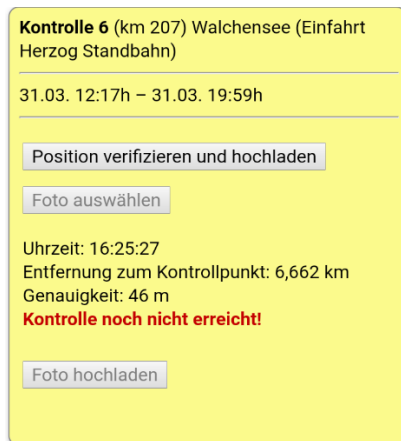 Kontrolle 6 (km 207) Walchensee (Einfahrt
Herzog Standbahn)
31.03. 12:17h – 31.03. 19:59h
Position verifizieren und hochladen
Foto auswählen
Uhrzeit: 16:25:27
Entfernung zum Kontrollpunkt: 6,662 km
Genauigkeit: 46 m
Kontrolle noch nicht erreicht!
Foto hochladen